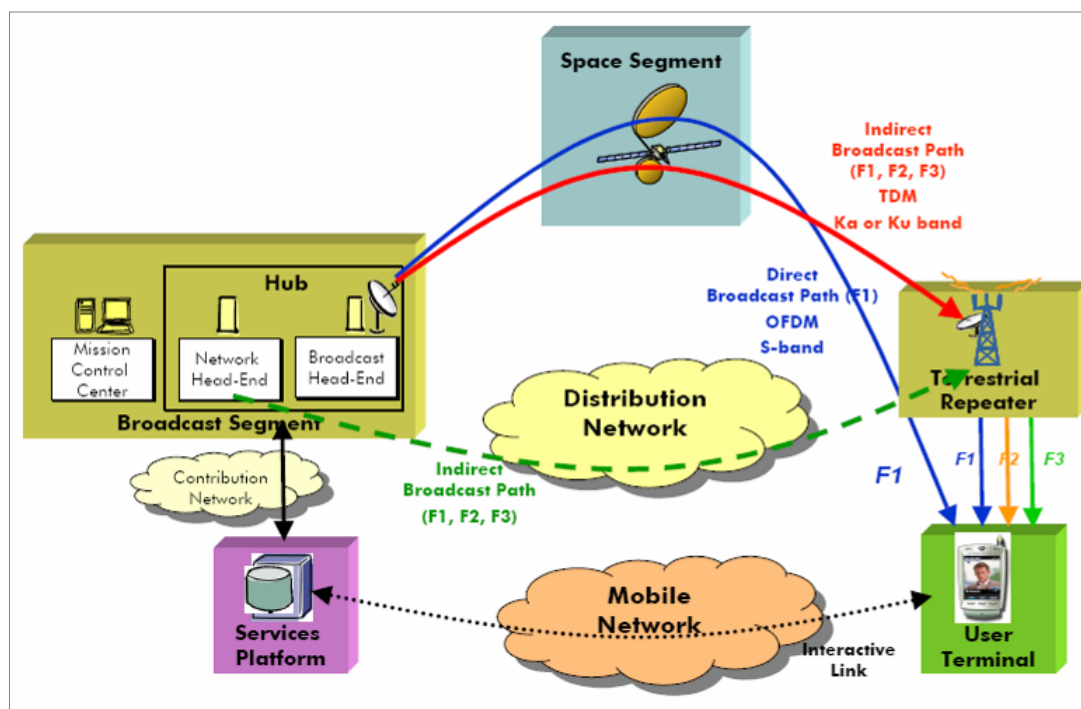 Space Segment
Indirect
Broadcast Path
(F1, F2, F3)
TDM
Ka or Ku band
Hub
Direct
Broadcast Path (F1)
OFDM
S-band
Mission
Control
Center
Network
Head-End
Broadcast
Head-End
Broadcast Segment
Distribution
Network
Terrestrial
Repeater
Contribution
Network
Indirect
Broadcast Path
(F1, F2, F3)
F1
F1
F2
F3
Services
Platform
Mobile
Network
Interactive
Link
User
Terminal